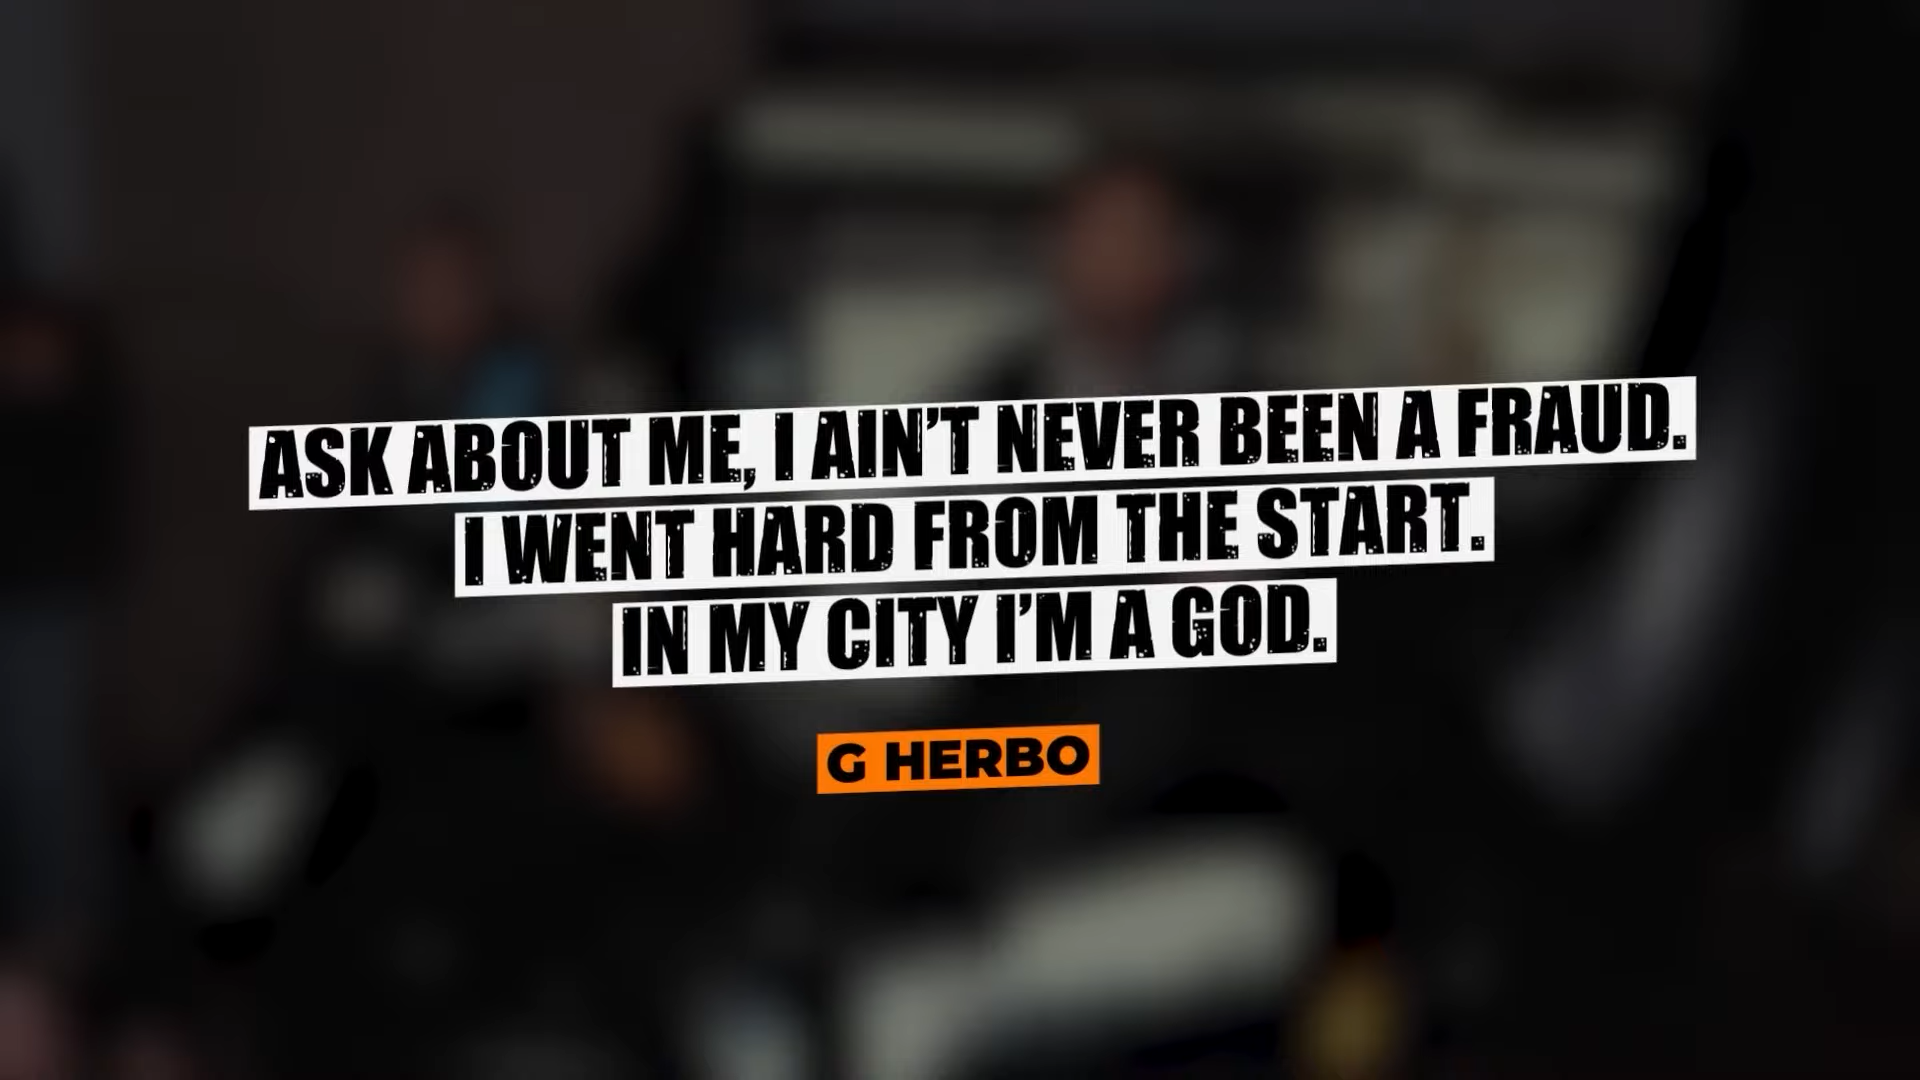 ASK ABOUT ME, I AIN'T NEVER BEEN A FRAUD.
I WENT HARD FROM THE START.
IN MY CITY I'M A GOD.
G HERBO